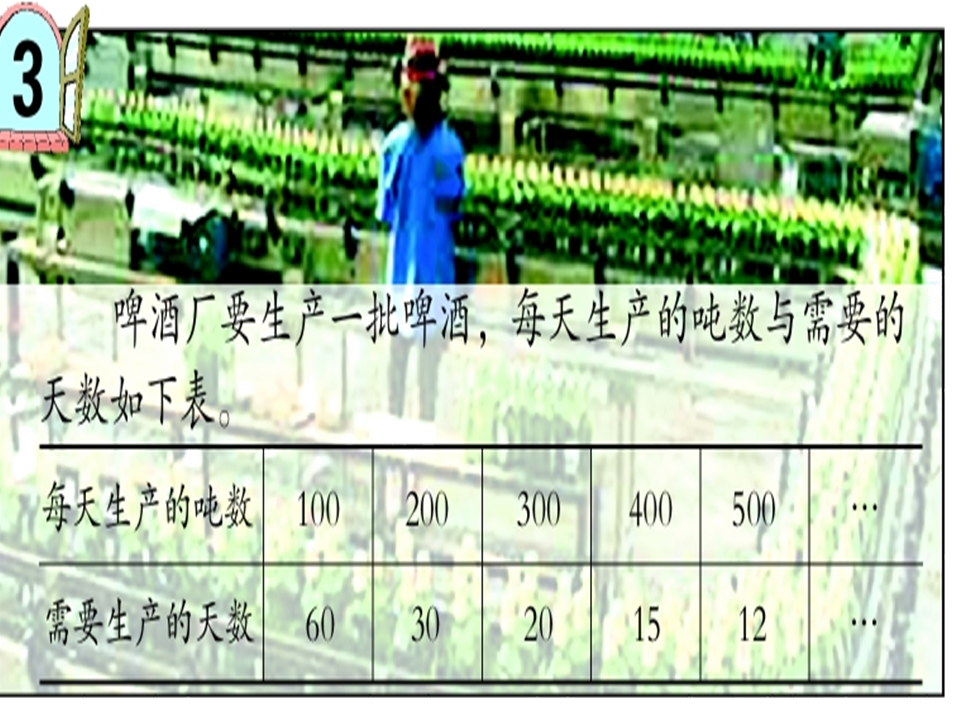 3
啤酒厂要生产一批啤酒，每天生产的吨数与需要的
天数如下表。
每天生产的吨数 100 200 300 400 500 …
需要生产的天数 60 30 20 15 12 …